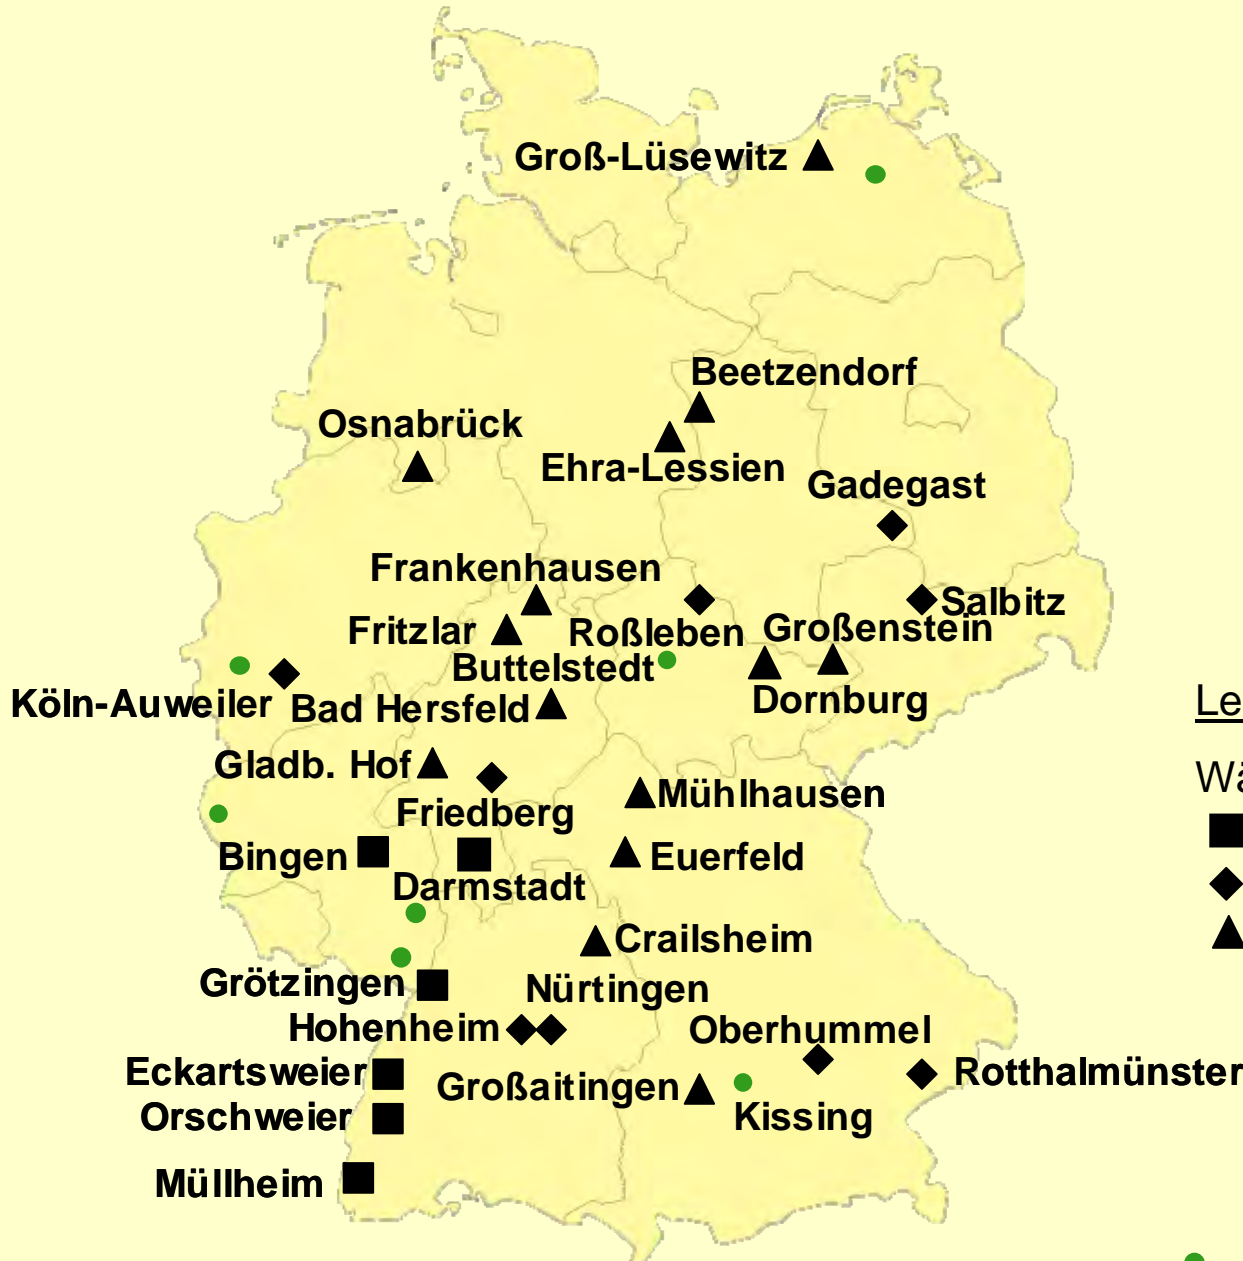 Groß-Lüsewitz
Beetzendorf
Osnabrück
Ehra-Lessien
Gadegast
Frankenhausen
Salbitz
Fritzlar
Roßleben
Großenstein
Buttelstedt
Köln-Auweiler
Bad Hersfeld
Dornburg
Le
Gladb. Hof
Wä
Mühlhausen
Friedberg
Bingen
Euerfeld
Darmstadt
Crailsheim
Grötzingen
Nürtingen
Hohenheim
Oberhummel
Eckartsweier
Rotthalmünster
Großaitingen
Orschweier
Kissing
Müllheim